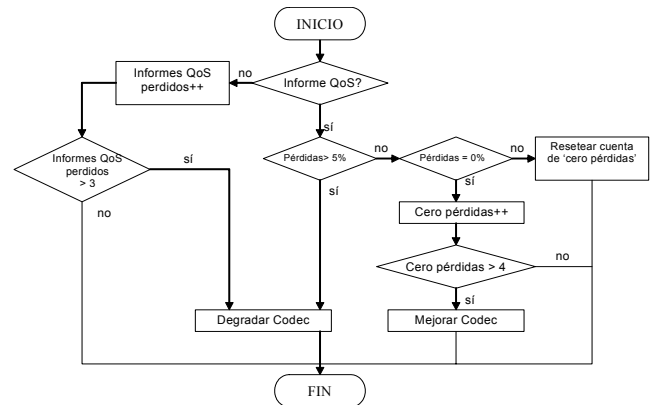 INICIO
Informes QoS
perdidos++
no
Informe QoS?
sí
Informes QoS
perdidos
> 3
sí
no
Pérdidas> 5%
no
sí
Pérdidas = 0%
no
sí
Resetear cuenta
de 'cero pérdidas'
Cero pérdidas++
Cero pérdidas > 4
no
sí
Degradar Codec
Mejorar Codec
FIN